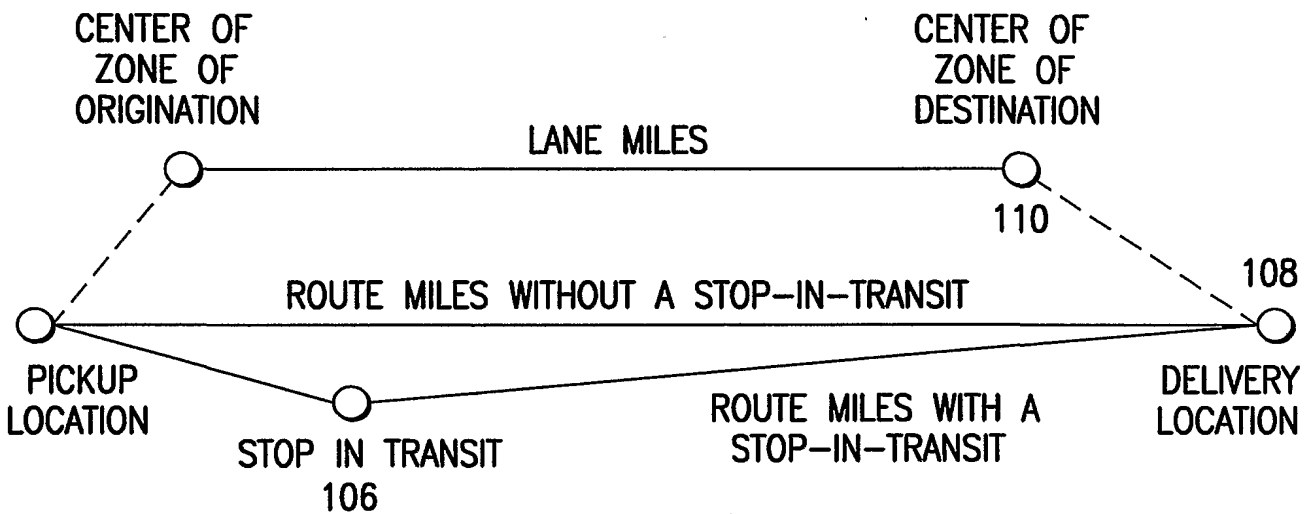 CENTER OF
ZONE OF
ORIGINATION
CENTER OF
ZONE OF
DESTINATION
LANE MILES
110
108
ROUTE MILES WITHOUT A STOP-IN-TRANSIT
PICKUP
LOCATION
DELIVERY
LOCATION
ROUTE MILES WITH A
STOP-IN-TRANSIT
STOP IN TRANSIT
106